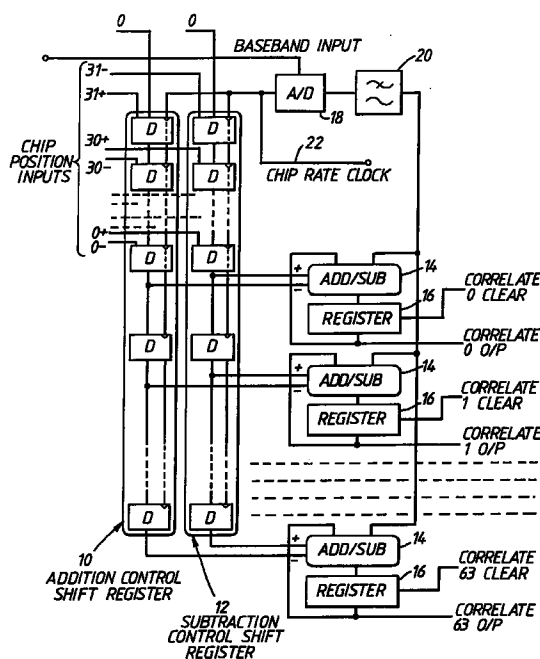 0
0
BASEBAND INPUT
20
31-
31+
A/D
18
D
D
30+
30-
22
CHIP RATE CLOCK
CHIP
POSITION
INPUTS
D
D
0+
0-
D
D
+
-
ADD/SUB
14
16
CORRELATE
0 CLEAR
REGISTER
CORRELATE
0 O/P
D
D
+
-
ADD/SUB
14
16
CORRELATE
1 CLEAR
REGISTER
CORRELATE
1 O/P
D
D
+
-
ADD/SUB
14
10
ADDITION CONTROL
SHIFT REGISTER
12
SUBTRACTION
CONTROL SHIFT
REGISTER
16
REGISTER
CORRELATE
63 CLEAR
CORRELATE
63 O/P